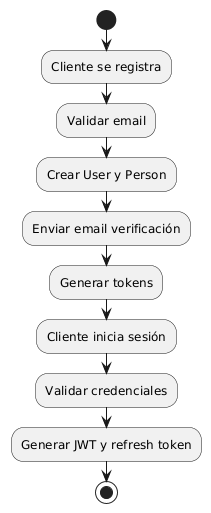 Cliente se registra
Validar email
Crear User y Person
Enviar email verificación
Generar tokens
Cliente inicia sesión
Validar credenciales
Generar JWT y refresh token